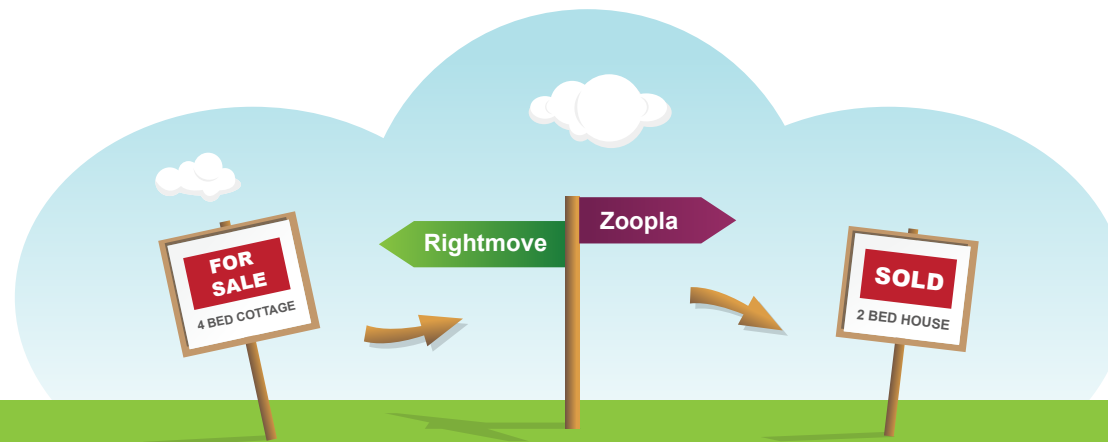 FOR
SALE
4 BED COTTAGE
Rightmove
Zoopla
SOLD
2 BED HOUSE